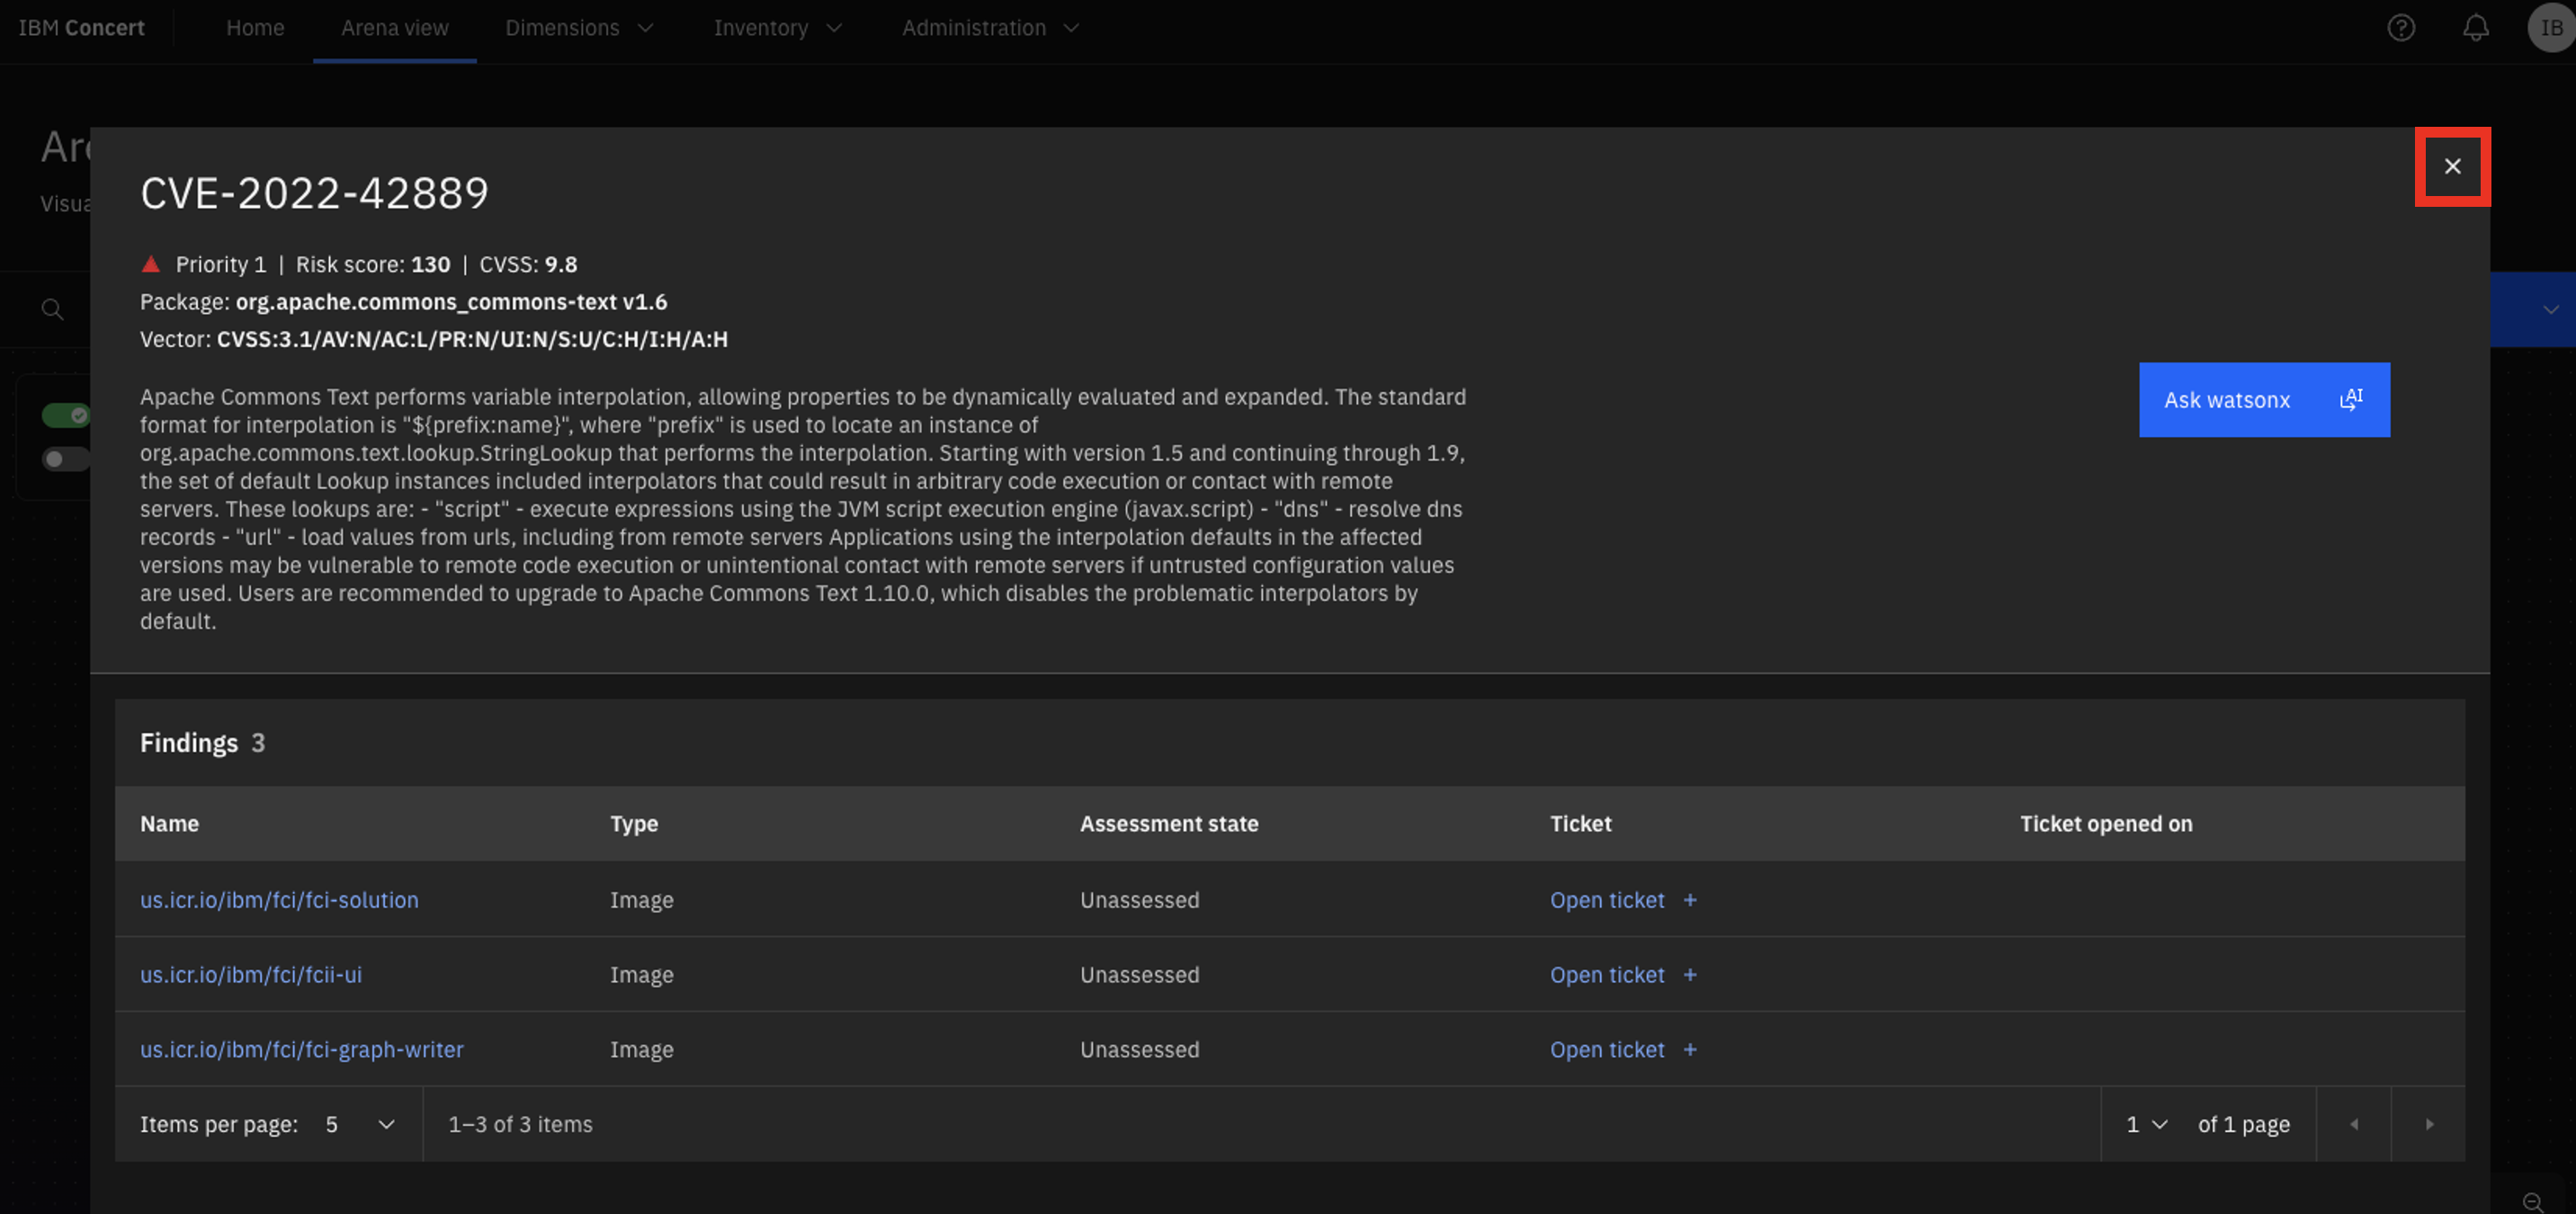 IBM Concert Home Arena view Dimensions Inventory Administration IB
CVE-2022-42889
Priority 1 | Risk score: 130 | CVSS: 9.8
Package: org.apache.commons_commons-text v1.6
Vector: CVSS:3.1/AV:N/AC:L/PR:N/UI:N/S:U/C:H/I:H/A:H
Apache Commons Text performs variable interpolation, allowing properties to be dynamically evaluated and expanded. The standard
format for interpolation is "${prefix:name}", where "prefix" is used to locate an instance of
org.apache.commons.text.lookup.StringLookup that performs the interpolation. Starting with version 1.5 and continuing through 1.9,
the set of default Lookup instances included interpolators that could result in arbitrary code execution or contact with remote
servers. These lookups are: - "script" - execute expressions using the JVM script execution engine (javax.script) - "dns" - resolve dns
records - "url" - load values from urls, including from remote servers Applications using the interpolation defaults in the affected
versions may be vulnerable to remote code execution or unintentional contact with remote servers if untrusted configuration values
are used. Users are recommended to upgrade to Apache Commons Text 1.10.0, which disables the problematic interpolators by
default.
Ask watsonx AI
Findings 3
Name Type Assessment state Ticket Ticket opened on
us.icr.io/ibm/fci/fci-solution Image Unassessed Open ticket +
us.icr.io/ibm/fci/fcii-ui Image Unassessed Open ticket +
us.icr.io/ibm/fci/fci-graph-writer Image Unassessed Open ticket +
Items per page: 5 1–3 of 3 items 1 of 1 page